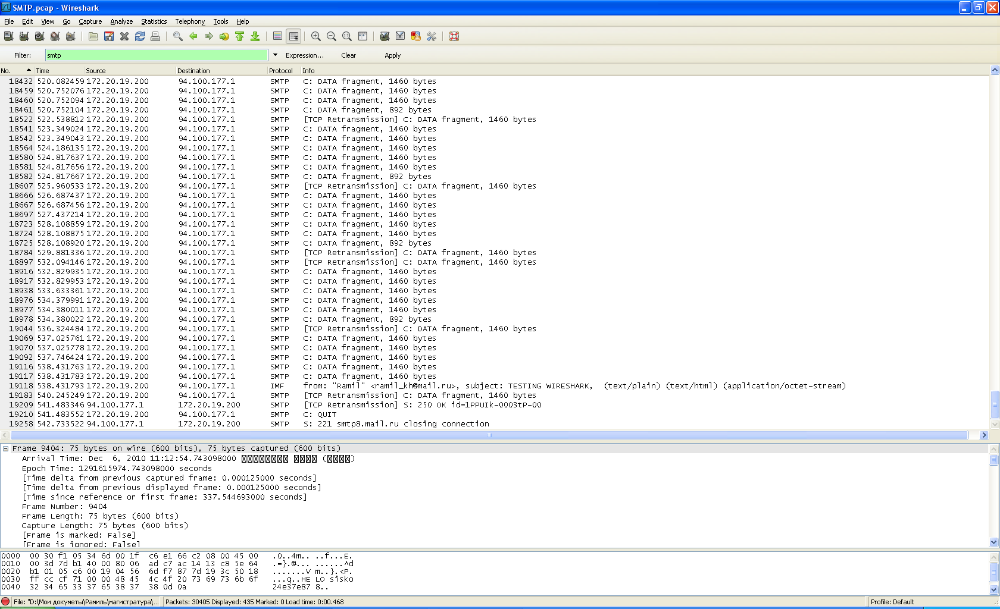 SMTP.pcap - Wireshark
File Edit View Go Capture Analyze Statistics Telephony Tools Help
Filter: smtp Expression... Clear Apply
No. Time Source Destination Protocol Info
18432 520.082459 172.20.19.200 94.100.177.1 SMTP C: DATA fragment, 1460 bytes
18459 520.752076 172.20.19.200 94.100.177.1 SMTP C: DATA fragment, 1460 bytes
18460 520.752094 172.20.19.200 94.100.177.1 SMTP C: DATA fragment, 1460 bytes
18461 520.752104 172.20.19.200 94.100.177.1 SMTP C: DATA fragment, 892 bytes
18522 522.538812 172.20.19.200 94.100.177.1 SMTP [TCP Retransmission] C: DATA fragment, 1460 bytes
18541 523.349024 172.20.19.200 94.100.177.1 SMTP C: DATA fragment, 1460 bytes
18542 523.349043 172.20.19.200 94.100.177.1 SMTP C: DATA fragment, 1460 bytes
18564 524.186135 172.20.19.200 94.100.177.1 SMTP C: DATA fragment, 1460 bytes
18580 524.817637 172.20.19.200 94.100.177.1 SMTP C: DATA fragment, 1460 bytes
18581 524.817656 172.20.19.200 94.100.177.1 SMTP C: DATA fragment, 1460 bytes
18582 524.817667 172.20.19.200 94.100.177.1 SMTP C: DATA fragment, 892 bytes
18607 525.960533 172.20.19.200 94.100.177.1 SMTP [TCP Retransmission] C: DATA fragment, 1460 bytes
18666 526.687437 172.20.19.200 94.100.177.1 SMTP C: DATA fragment, 1460 bytes
18667 526.687456 172.20.19.200 94.100.177.1 SMTP C: DATA fragment, 1460 bytes
18697 527.437214 172.20.19.200 94.100.177.1 SMTP C: DATA fragment, 1460 bytes
18723 528.108859 172.20.19.200 94.100.177.1 SMTP C: DATA fragment, 1460 bytes
18724 528.108875 172.20.19.200 94.100.177.1 SMTP C: DATA fragment, 1460 bytes
18725 528.108920 172.20.19.200 94.100.177.1 SMTP C: DATA fragment, 892 bytes
18784 529.881336 172.20.19.200 94.100.177.1 SMTP [TCP Retransmission] C: DATA fragment, 1460 bytes
18897 532.094146 172.20.19.200 94.100.177.1 SMTP [TCP Retransmission] C: DATA fragment, 1460 bytes
18916 532.829935 172.20.19.200 94.100.177.1 SMTP C: DATA fragment, 1460 bytes
18917 532.829953 172.20.19.200 94.100.177.1 SMTP C: DATA fragment, 1460 bytes
18938 533.633361 172.20.19.200 94.100.177.1 SMTP C: DATA fragment, 1460 bytes
18976 534.379991 172.20.19.200 94.100.177.1 SMTP C: DATA fragment, 1460 bytes
18977 534.380011 172.20.19.200 94.100.177.1 SMTP C: DATA fragment, 1460 bytes
18978 534.380022 172.20.19.200 94.100.177.1 SMTP C: DATA fragment, 892 bytes
19044 536.324484 172.20.19.200 94.100.177.1 SMTP [TCP Retransmission] C: DATA fragment, 1460 bytes
19069 537.025761 172.20.19.200 94.100.177.1 SMTP C: DATA fragment, 1460 bytes
19070 537.025778 172.20.19.200 94.100.177.1 SMTP C: DATA fragment, 1460 bytes
19092 537.746424 172.20.19.200 94.100.177.1 SMTP C: DATA fragment, 1460 bytes
19116 538.431763 172.20.19.200 94.100.177.1 SMTP C: DATA fragment, 1460 bytes
19117 538.431783 172.20.19.200 94.100.177.1 SMTP C: DATA fragment, 1460 bytes
19118 538.431793 172.20.19.200 94.100.177.1 IMF from: "Ramil" <ramil_kh@mail.ru>, subject: TESTING WIRESHARK, (text/plain) (text/html) (application/octet-stream)
19183 540.245249 172.20.19.200 94.100.177.1 SMTP [TCP Retransmission] C: DATA fragment, 1460 bytes
19209 541.483346 94.100.177.1 172.20.19.200 SMTP [TCP Retransmission] S: 250 OK id=1PPUIk-0003tP-00
19210 541.483552 172.20.19.200 94.100.177.1 SMTP C: QUIT
19258 542.733522 94.100.177.1 172.20.19.200 SMTP S: 221 smtp8.mail.ru closing connection
Frame 9404: 75 bytes on wire (600 bits), 75 bytes captured (600 bits)
Arrival Time: Dec 6, 2010 11:12:54.743098000
Epoch Time: 1291615974.743098000 seconds
[Time delta from previous captured frame: 0.000125000 seconds]
[Time delta from previous displayed frame: 0.000125000 seconds]
[Time since reference or first frame: 337.544693000 seconds]
Frame Number: 9404
Frame Length: 75 bytes (600 bits)
Capture Length: 75 bytes (600 bits)
[Frame is marked: False]
[Frame is ignored: False]
0000 00 30 f1 05 34 6d 00 1f c6 e1 66 c2 08 00 45 00 .0..4m.. ..f...E.
0010 00 3d 7d b1 40 00 80 06 ad c7 ac 14 13 c8 5e 64 .=}.@... ......^d
0020 b1 01 05 c6 00 19 04 56 6d f7 87 7d 19 3c 50 18 .......V m..}.<P.
0030 ff cc cf 71 00 00 48 45 4c 4f 20 73 69 73 6b 6f ...q..HE LO sisko
0040 32 34 65 33 37 65 38 37 38 0d 0a 24e37e87 8..
File: "D:\Мои докуметы\Рамиль\магистратура\... Packets: 30405 Displayed: 435 Marked: 0 Load time: 0:00.468 Profile: Default